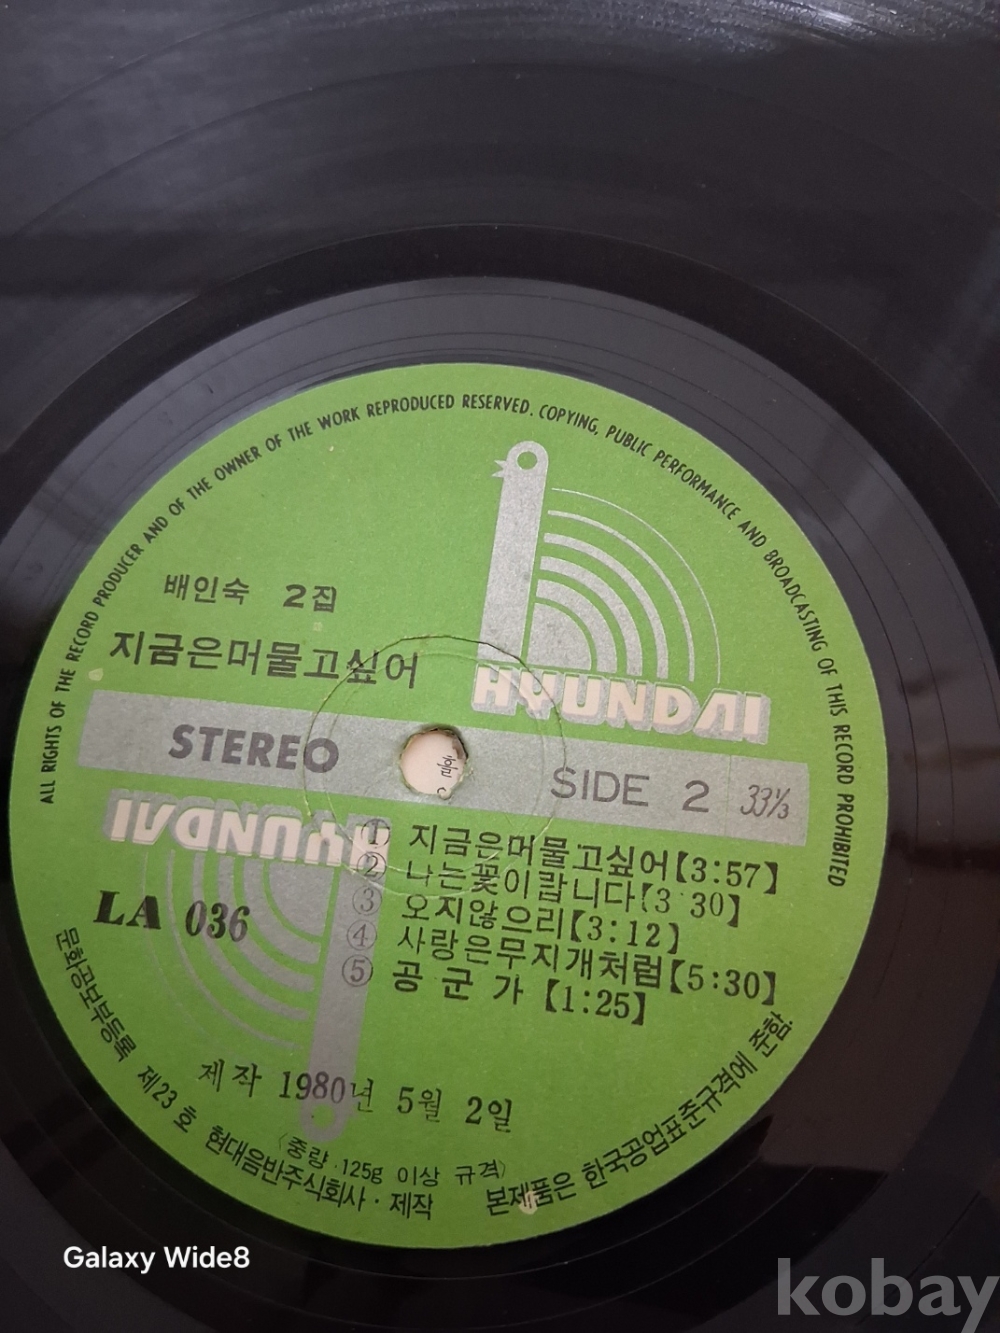 ALL RIGHTS OF THE RECORD PRODUCER AND OF THE OWNER OF THE WORK REPRODUCED RESERVED. COPYING, PUBLIC PERFORMANCE AND BROADCASTING OF THIS RECORD PROHIBITED
배인숙 2집
지금은머물고싶어
HYUNDAI
STEREO
SIDE 2 33⅓
HYUNDAI
LA 036
① 지금은머물고싶어【3:57】
② 나는꽃이랍니다【3 30】
③ 오지않으리【3:12】
④ 사랑은무지개처럼【5:30】
⑤ 공군가【1:25】
제작 1980년 5월 2일
(중량 125g 이상 규격)
문화공보부등록 제23호 현대음반주식회사·제작
본제품은 한국공업표준규격에 준함
Galaxy Wide8
kobay